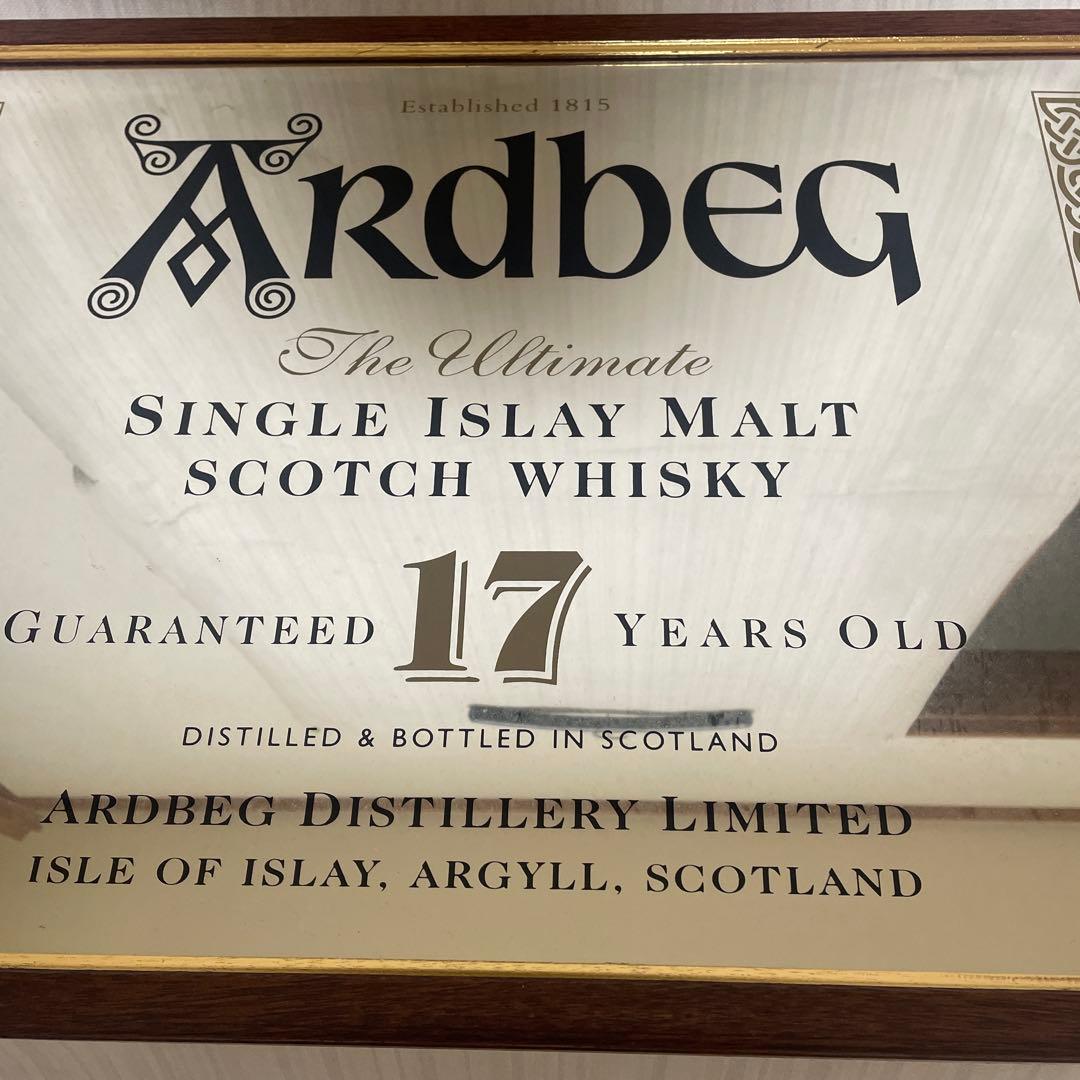 Established 1815
Ardbeg
The Ultimate
SINGLE ISLAY MALT
SCOTCH WHISKY
GUARANTEED 17 YEARS OLD
DISTILLED & BOTTLED IN SCOTLAND
ARDBEG DISTILLERY LIMITED
ISLE OF ISLAY, ARGYLL, SCOTLAND